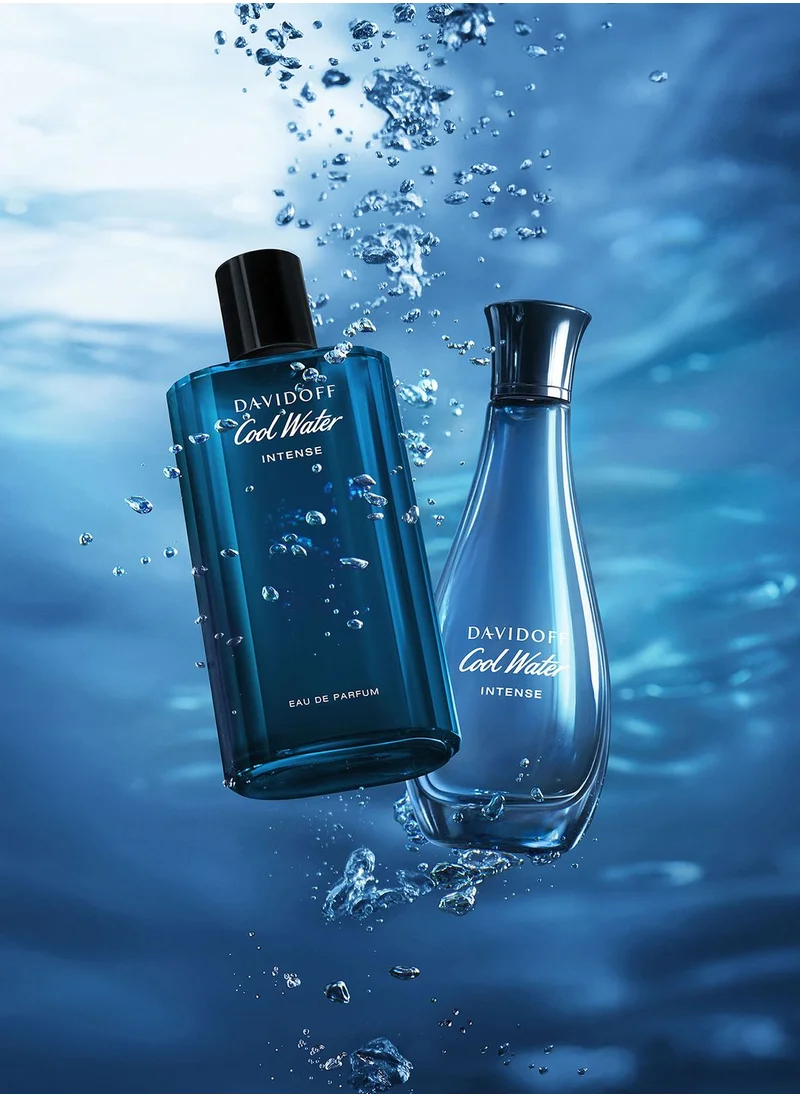 DAVIDOFF
Cool Water
INTENSE
EAU DE PARFUM
DAVIDOFF
Cool Water
INTENSE